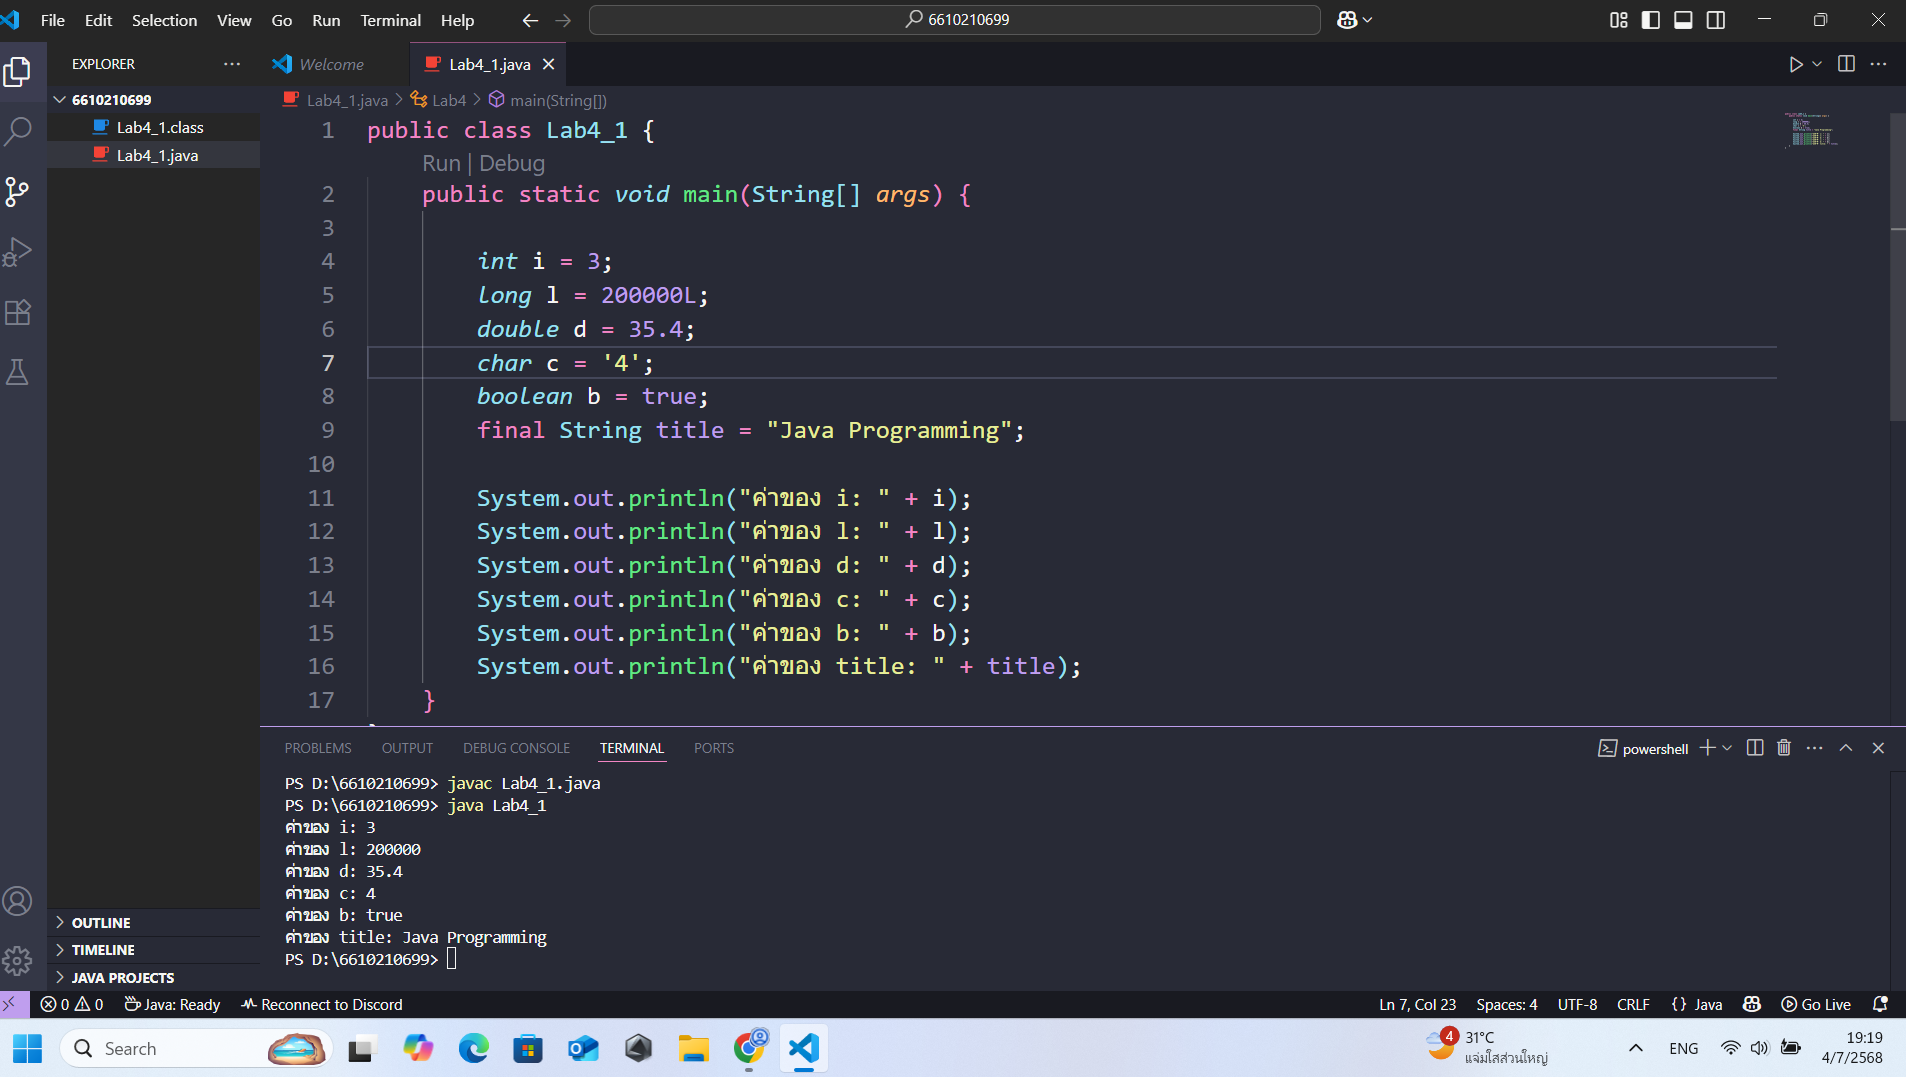 File Edit Selection View Go Run Terminal Help
6610210699
EXPLORER
Welcome
Lab4_1.java
6610210699
Lab4_1.class
Lab4_1.java
Lab4_1.java > Lab4 > main(String[])
1 public class Lab4_1 {
Run | Debug
2 public static void main(String[] args) {
3
4 int i = 3;
5 long l = 200000L;
6 double d = 35.4;
7 char c = '4';
8 boolean b = true;
9 final String title = "Java Programming";
10
11 System.out.println("ค่าของ i: " + i);
12 System.out.println("ค่าของ l: " + l);
13 System.out.println("ค่าของ d: " + d);
14 System.out.println("ค่าของ c: " + c);
15 System.out.println("ค่าของ b: " + b);
16 System.out.println("ค่าของ title: " + title);
17 }
PROBLEMS OUTPUT DEBUG CONSOLE TERMINAL PORTS
powershell
PS D:\6610210699> javac Lab4_1.java
PS D:\6610210699> java Lab4_1
ค่าของ i: 3
ค่าของ l: 200000
ค่าของ d: 35.4
ค่าของ c: 4
ค่าของ b: true
ค่าของ title: Java Programming
PS D:\6610210699>
OUTLINE
TIMELINE
JAVA PROJECTS
0 0 Java: Ready Reconnect to Discord
Ln 7, Col 23 Spaces: 4 UTF-8 CRLF {} Java Go Live
Search
4
31°C
แจ่มใสส่วนใหญ่
ENG
19:19
4/7/2568